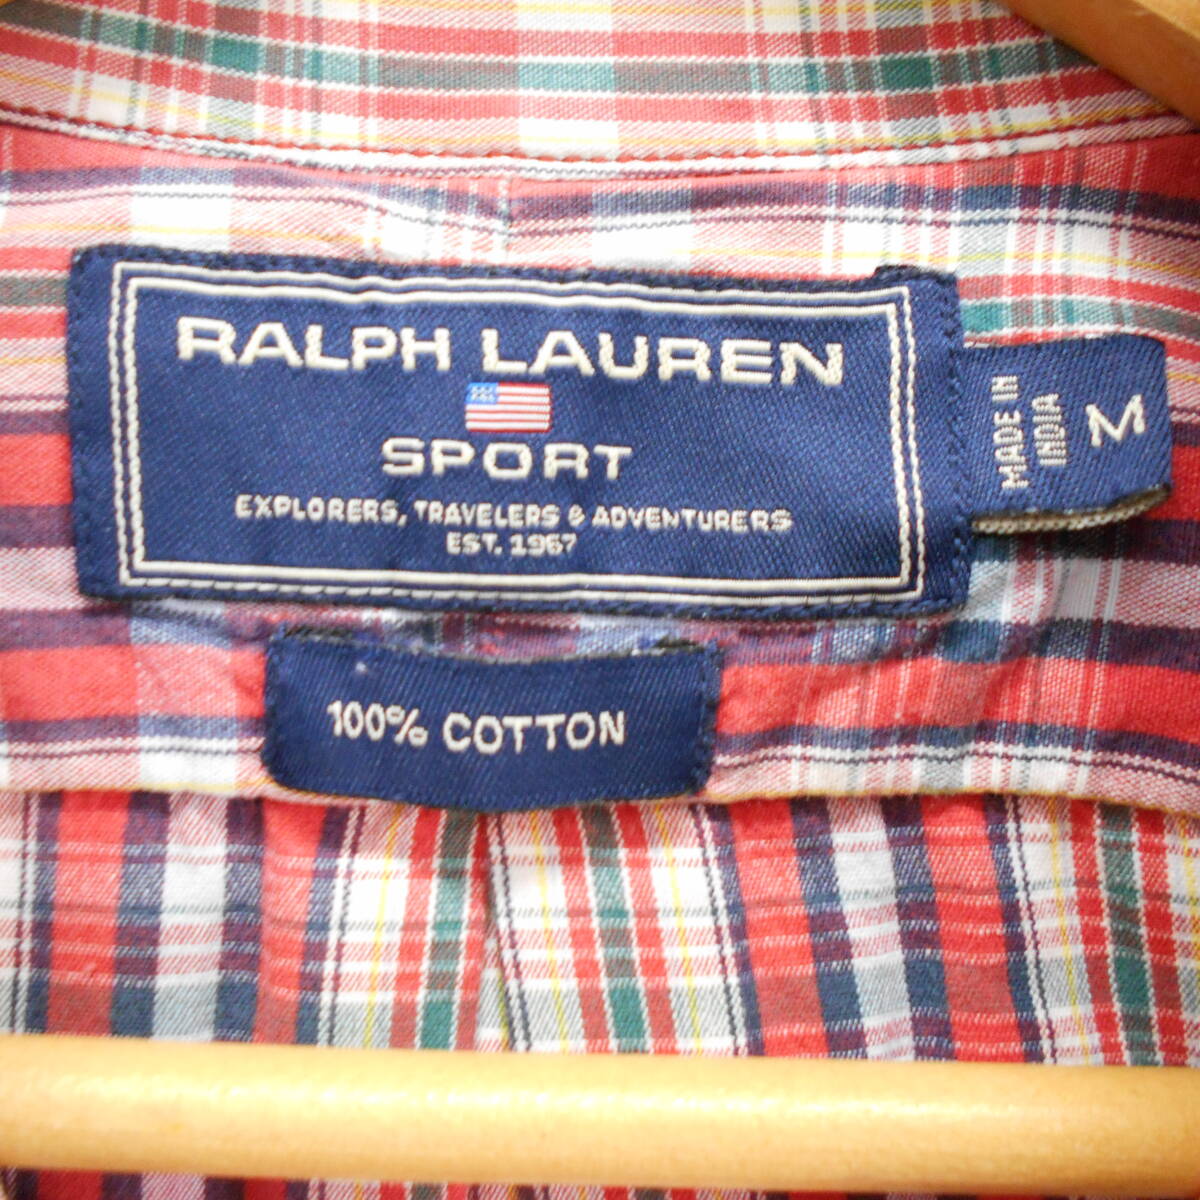 RALPH LAUREN
SPORT
EXPLORERS, TRAVELERS & ADVENTURERS
EST. 1967
MADE IN
INDIA
M
100% COTTON